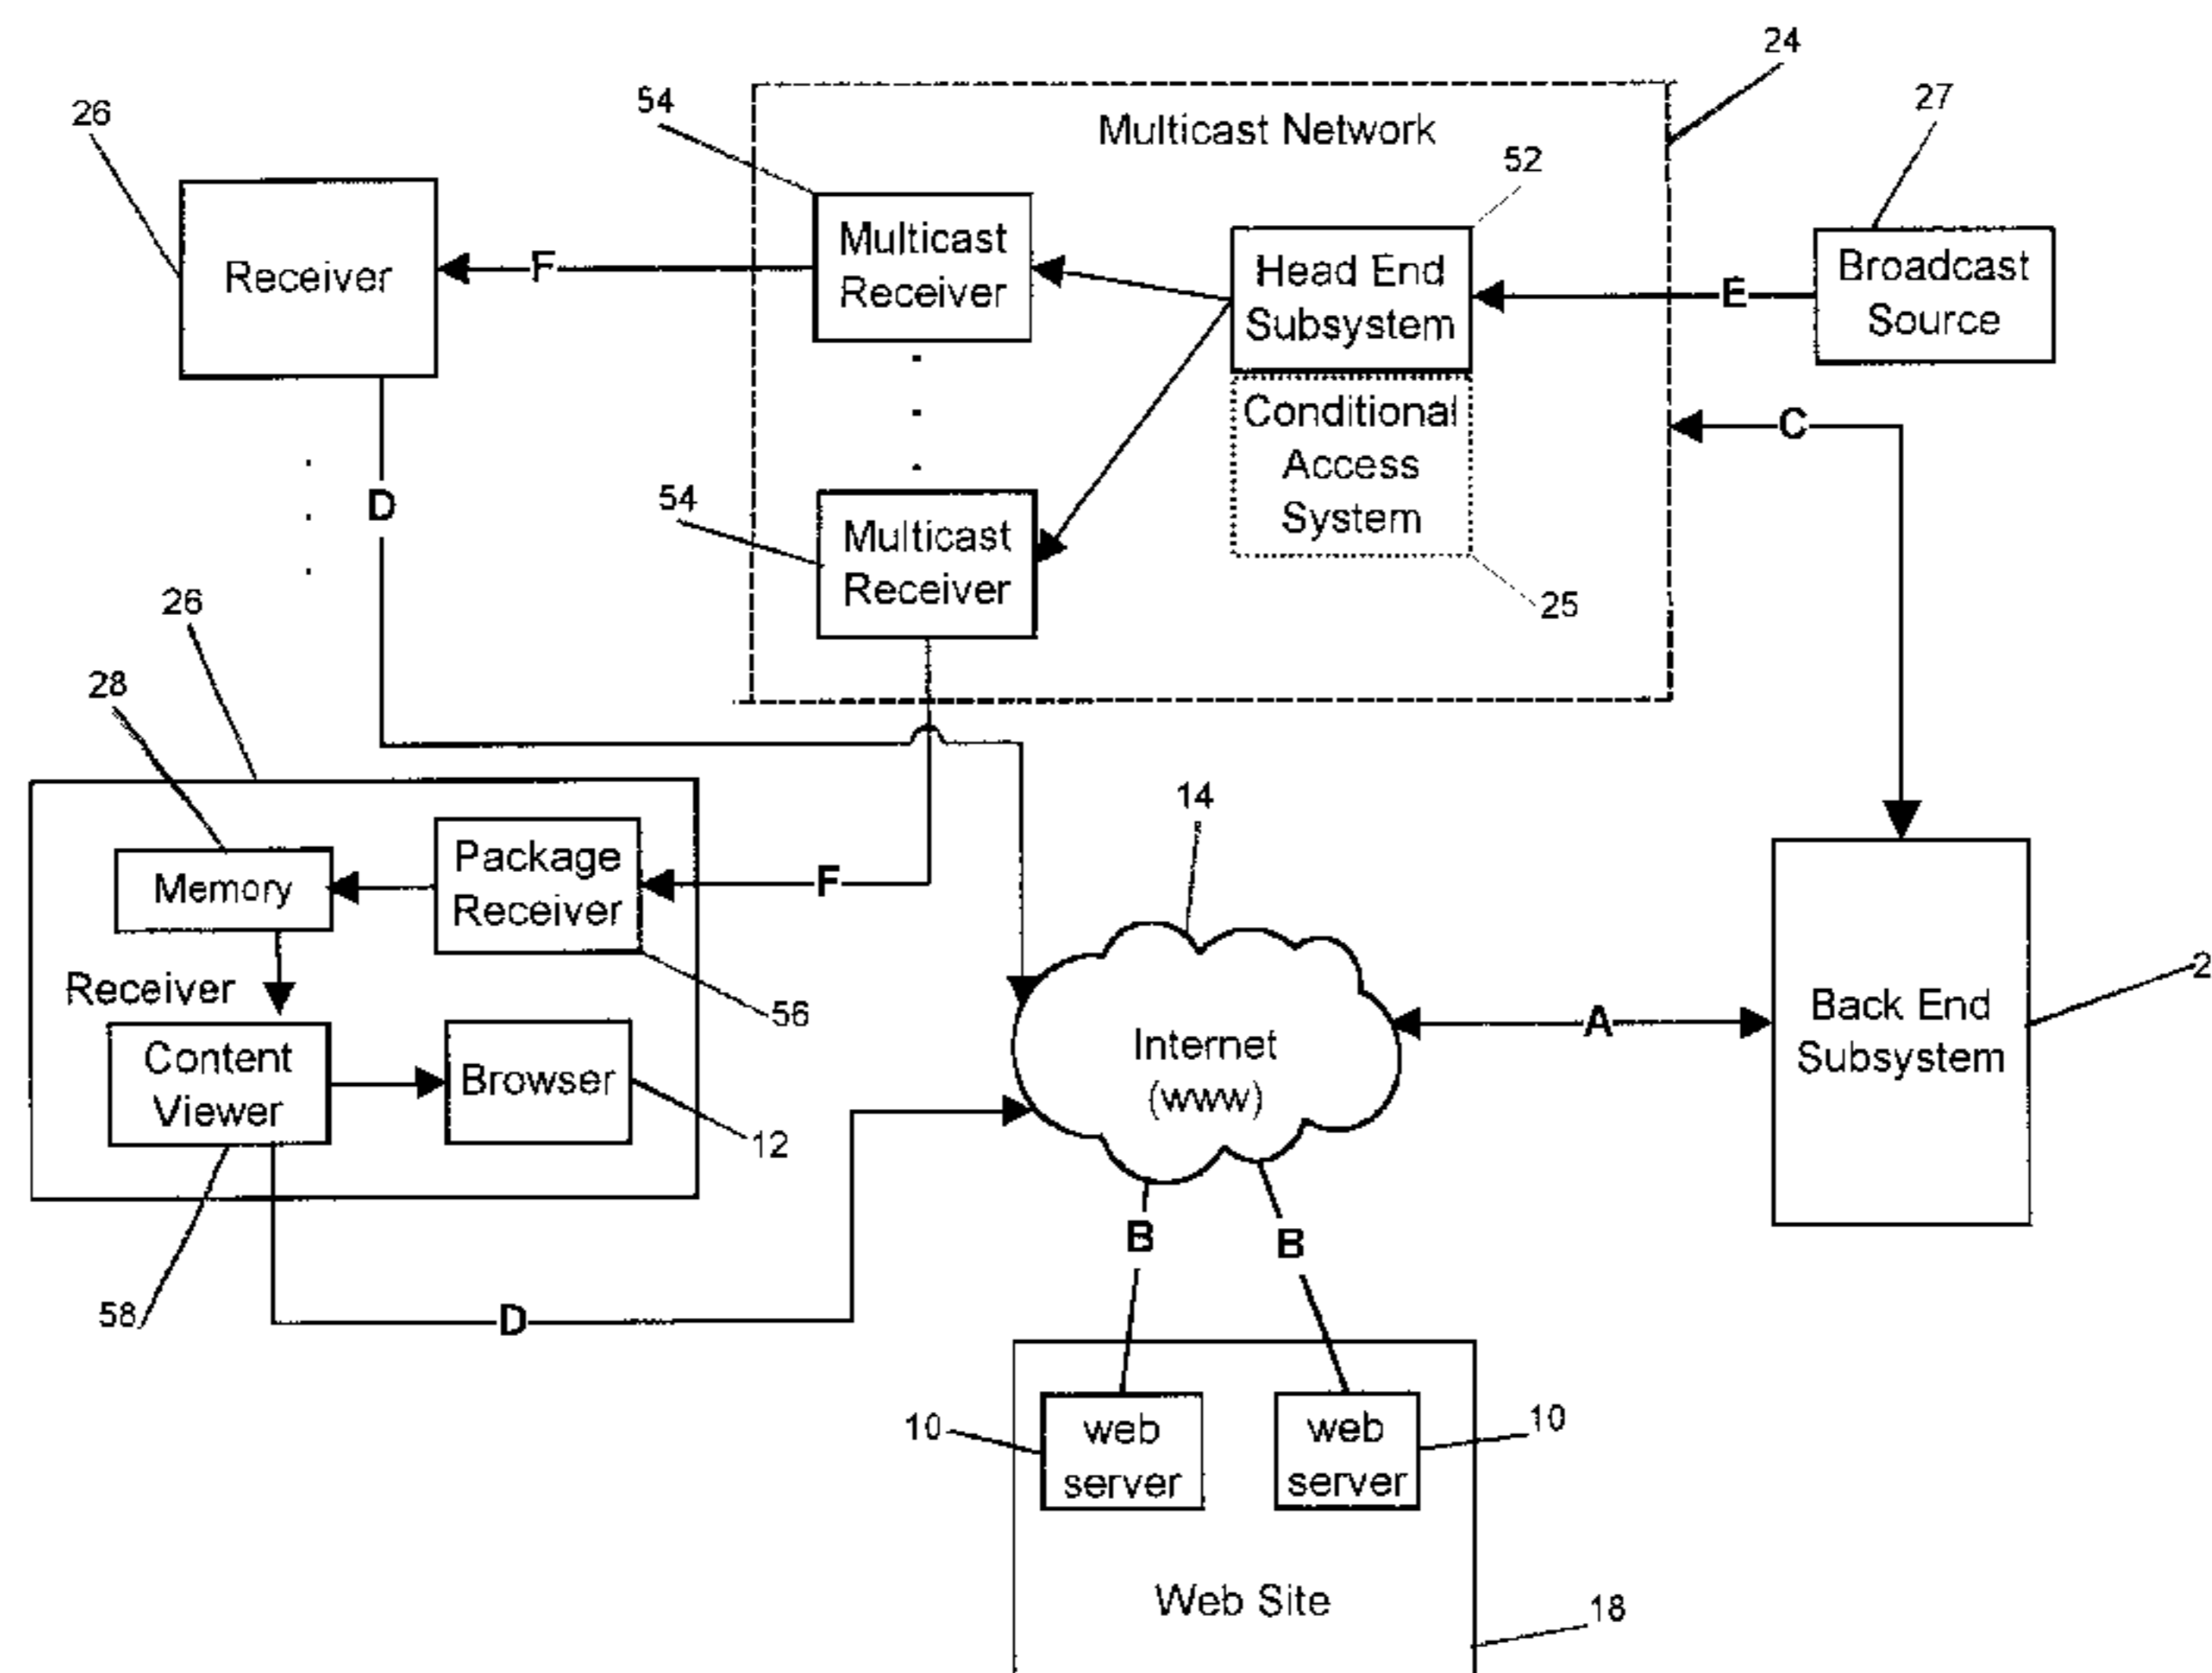 24
27
26
54
Multicast Network
52
Multicast
Receiver
Head End
Subsystem
Broadcast
Source
Receiver
F
E
Conditional
Access
System
C
54
D
Multicast
Receiver
25
26
28
14
Package
Receiver
Memory
F
Receiver
56
Back End
Subsystem
A
Internet
(www)
Content
Viewer
Browser
12
B
B
58
D
10
web
server
web
server
10
Web Site
18